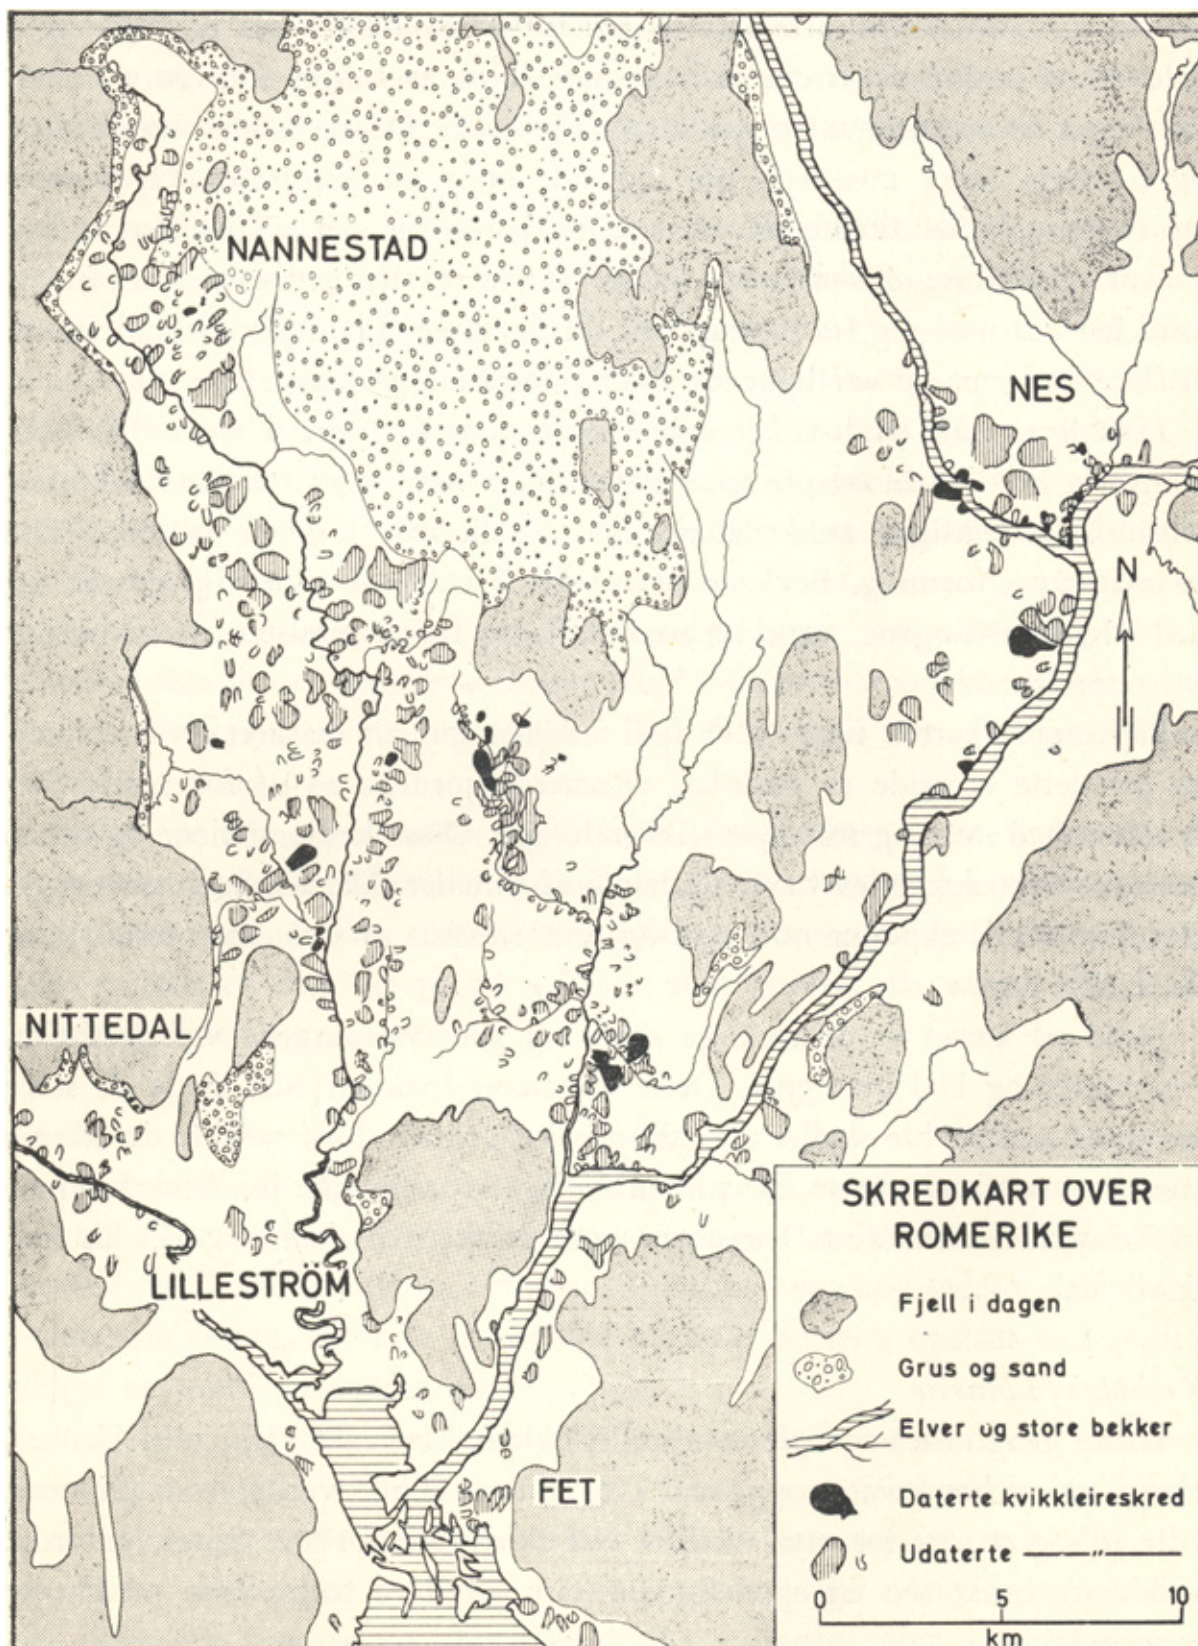 NANNESTAD
NES
N
NITTEDAL
LILLESTRÖM
FET
SKREDKART OVER
ROMERIKE
Fjell i dagen
Grus og sand
Elver og store bekker
Daterte kvikkleireskred
Udaterte — " —
0 5 10
km